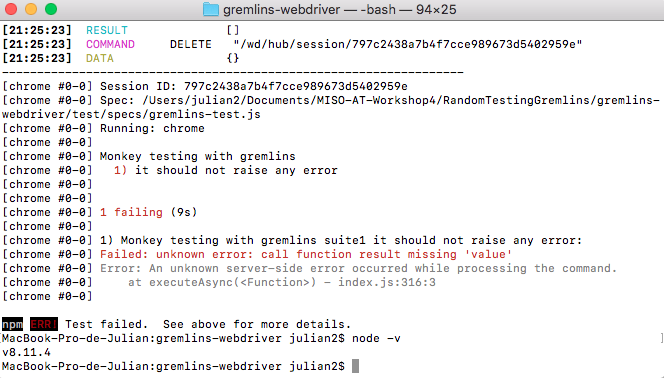 gremlins-webdriver — -bash — 94×25
[21:25:23] RESULT []
[21:25:23] COMMAND DELETE "/wd/hub/session/797c2438a7b4f7cce989673d5402959e"
[21:25:23] DATA {}
------------------------------------------------------------------
[chrome #0-0] Session ID: 797c2438a7b4f7cce989673d5402959e
[chrome #0-0] Spec: /Users/julian2/Documents/MISO-AT-Workshop4/RandomTestingGremlins/gremlins-
webdriver/test/specs/gremlins-test.js
[chrome #0-0] Running: chrome
[chrome #0-0]
[chrome #0-0] Monkey testing with gremlins
[chrome #0-0] 1) it should not raise any error
[chrome #0-0]
[chrome #0-0]
[chrome #0-0] 1 failing (9s)
[chrome #0-0]
[chrome #0-0] 1) Monkey testing with gremlins suite1 it should not raise any error:
[chrome #0-0] Failed: unknown error: call function result missing 'value'
[chrome #0-0] Error: An unknown server-side error occurred while processing the command.
[chrome #0-0] at executeAsync(<Function>) - index.js:316:3
[chrome #0-0]
npm ERR! Test failed. See above for more details.
[MacBook-Pro-de-Julian:gremlins-webdriver julian2$ node -v ]
v8.11.4
MacBook-Pro-de-Julian:gremlins-webdriver julian2$